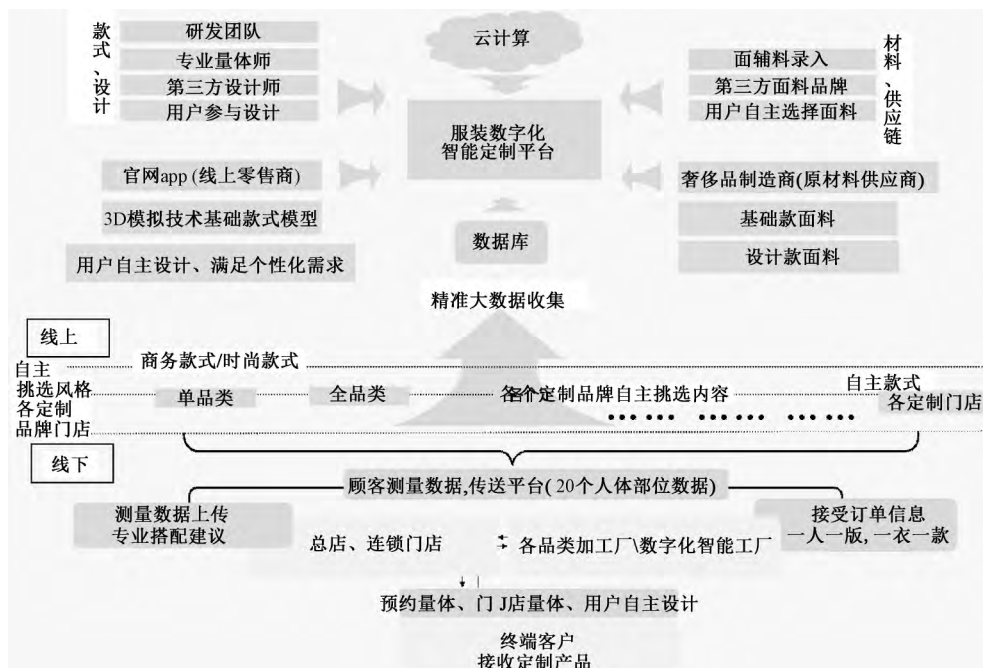 款式、设计
研发团队
专业量体师
第三方设计师
用户参与设计
云计算
服装数字化
智能定制平台
面辅料录入
第三方面料品牌
用户自主选择面料
材料、供应链
官网app (线上零售商)
3D模拟技术基础款式模型
用户自主设计、满足个性化需求
数据库
奢侈品制造商(原材料供应商)
基础款面料
设计款面料
精准大数据收集
线上
商务款式/时尚款式
自主
挑选风格
各定制
品牌门店
单品类
全品类
各个定制品牌自主挑选内容
••• ••• ••• ••• ••• •••
自主款式
各定制门店
线下
顾客测量数据,传送平台( 20个人体部位数据)
测量数据上传
专业搭配建议
接受订单信息
一人一版, 一衣一款
总店、连锁门店
各品类加工厂\数字化智能工厂
预约量体、门 J店量体、用户自主设计
终端客户
接收定制产品